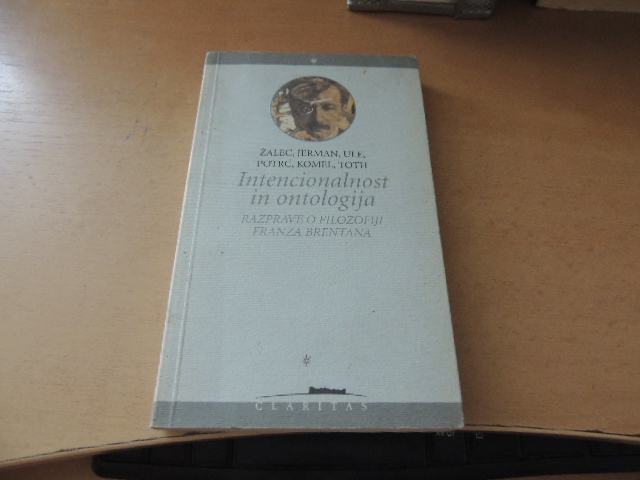 ŽALEC, JERMAN, ULE,
POTRČ, KOMEL, TOTH
Intencionalnost
in ontologija
RAZPRAVE O FILOZOFIJI
FRANZA BRENTANA
CLARITAS